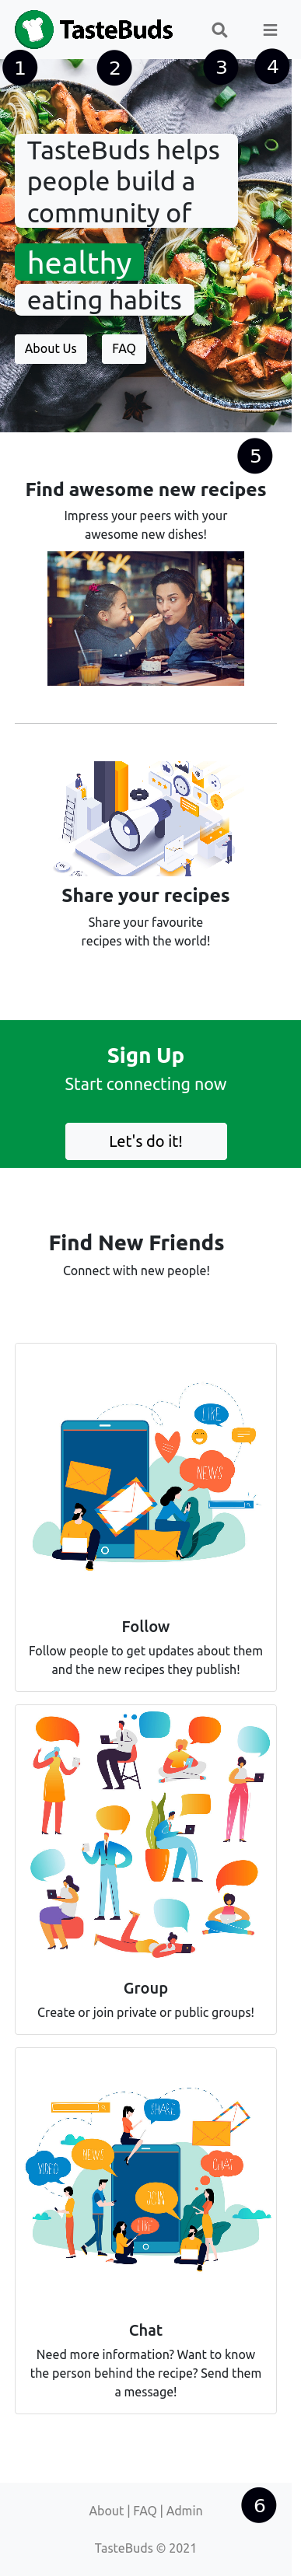 TasteBuds
1
2
3
4
TasteBuds helps
people build a
community of
healthy
eating habits
About Us
FAQ
5
Find awesome new recipes
Impress your peers with your
awesome new dishes!
Share your recipes
Share your favourite
recipes with the world!
Sign Up
Start connecting now
Let's do it!
Find New Friends
Connect with new people!
LIKE
NEWS
Follow
Follow people to get updates about them
and the new recipes they publish!
Group
Create or join private or public groups!
SHARE
VIDEO
NEWS
CHAT
JOIN
LIKE
Chat
Need more information? Want to know
the person behind the recipe? Send them
a message!
6
About | FAQ | Admin
TasteBuds © 2021